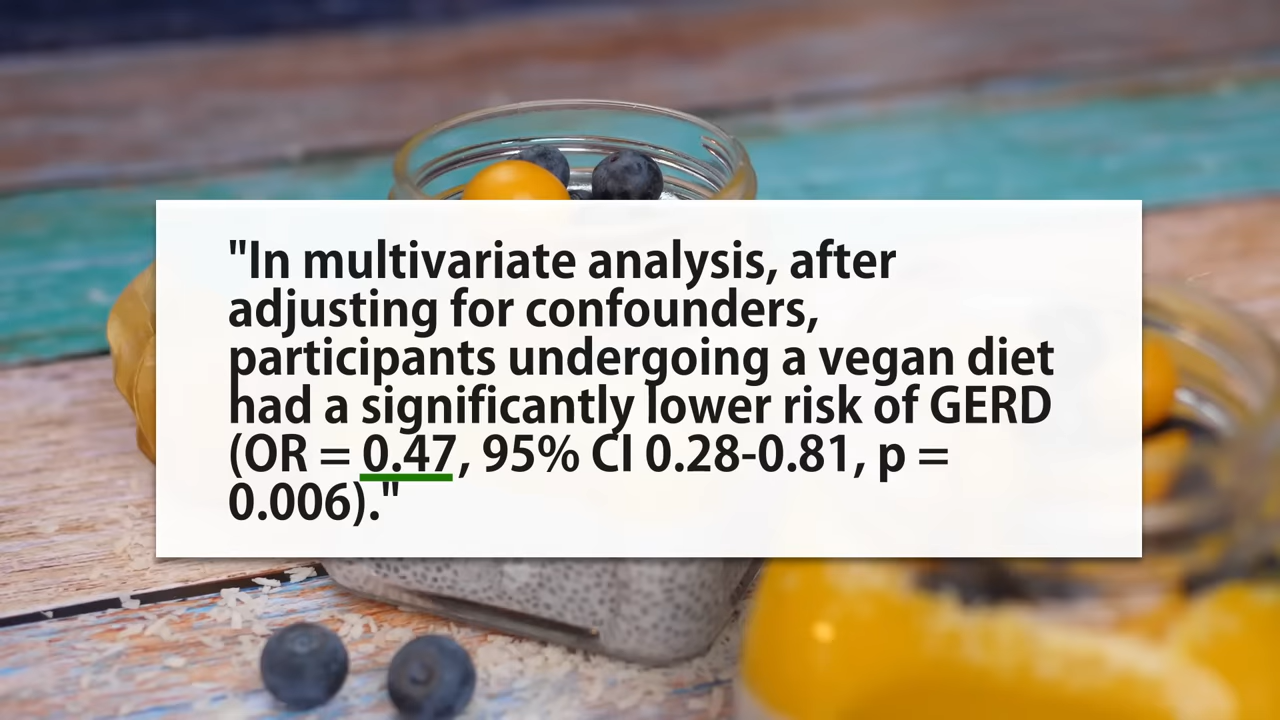 "In multivariate analysis, after
adjusting for confounders,
participants undergoing a vegan diet
had a significantly lower risk of GERD
(OR = 0.47, 95% CI 0.28-0.81, p =
0.006)."